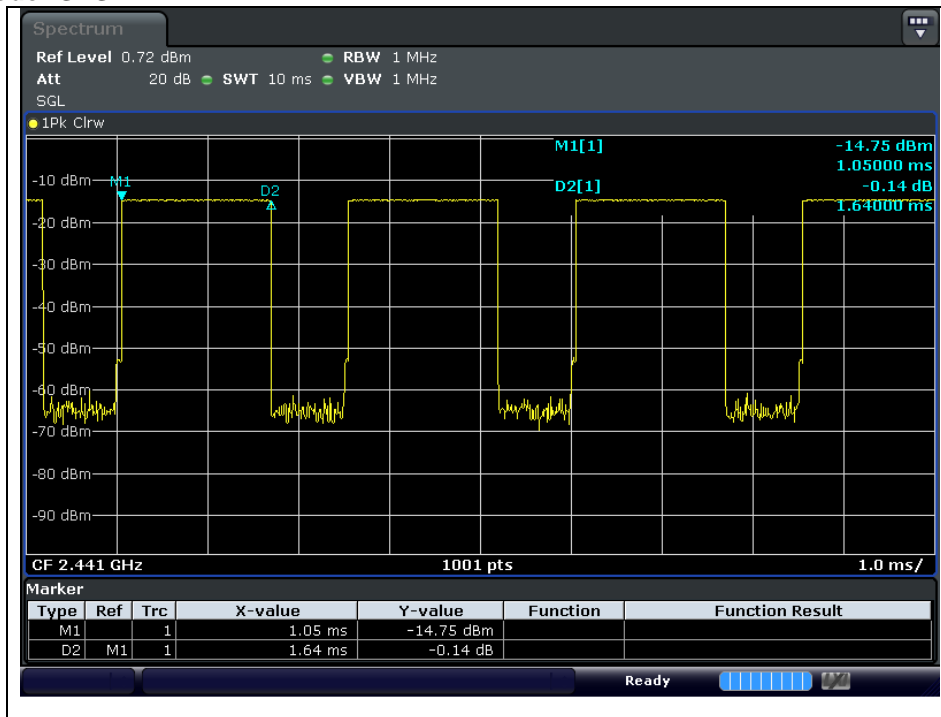 Spectrum
Ref Level 0.72 dBm RBW 1 MHz
Att 20 dB SWT 10 ms VBW 1 MHz
SGL
1Pk Clrw
M1[1] -14.75 dBm
1.05000 ms
D2[1] -0.14 dB
1.64000 ms
M1
D2
-10 dBm
-20 dBm
-30 dBm
-40 dBm
-50 dBm
-60 dBm
-70 dBm
-80 dBm
-90 dBm
CF 2.441 GHz 1001 pts 1.0 ms/
Marker
Type Ref Trc X-value Y-value Function Function Result
M1 1 1.05 ms -14.75 dBm
D2 M1 1 1.64 ms -0.14 dB
Ready